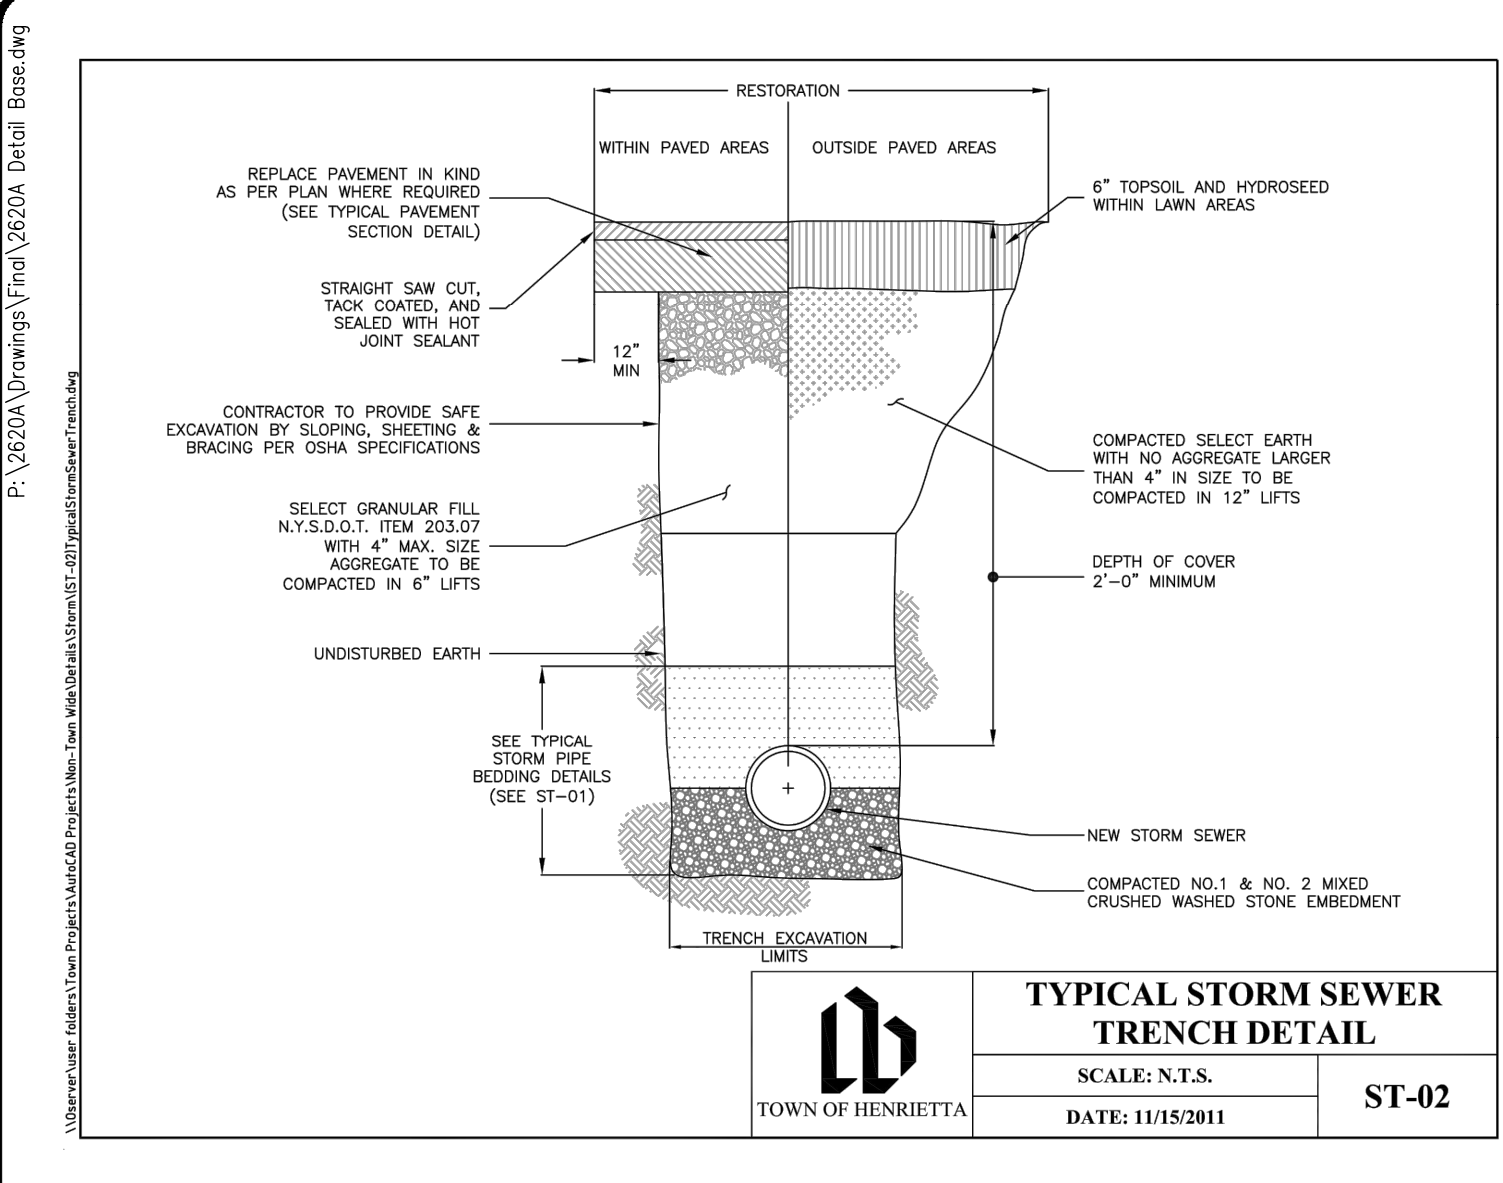 P:\2620A\Drawings\Final\2620A Detail Base.dwg
\\Oserver\user folders\Town Projects\AutoCAD Projects\Non-Town Wide\Details\Storm\(ST-02)TypicalStormSewerTrench.dwg
RESTORATION
WITHIN PAVED AREAS
OUTSIDE PAVED AREAS
REPLACE PAVEMENT IN KIND
AS PER PLAN WHERE REQUIRED
(SEE TYPICAL PAVEMENT
SECTION DETAIL)
6" TOPSOIL AND HYDROSEED
WITHIN LAWN AREAS
STRAIGHT SAW CUT,
TACK COATED, AND
SEALED WITH HOT
JOINT SEALANT
12"
MIN
CONTRACTOR TO PROVIDE SAFE
EXCAVATION BY SLOPING, SHEETING &
BRACING PER OSHA SPECIFICATIONS
COMPACTED SELECT EARTH
WITH NO AGGREGATE LARGER
THAN 4" IN SIZE TO BE
COMPACTED IN 12" LIFTS
SELECT GRANULAR FILL
N.Y.S.D.O.T. ITEM 203.07
WITH 4" MAX. SIZE
AGGREGATE TO BE
COMPACTED IN 6" LIFTS
DEPTH OF COVER
2'-0" MINIMUM
UNDISTURBED EARTH
SEE TYPICAL
STORM PIPE
BEDDING DETAILS
(SEE ST-01)
NEW STORM SEWER
COMPACTED NO.1 & NO. 2 MIXED
CRUSHED WASHED STONE EMBEDMENT
TRENCH EXCAVATION
LIMITS
TOWN OF HENRIETTA
TYPICAL STORM SEWER
TRENCH DETAIL
SCALE: N.T.S.
DATE: 11/15/2011
ST-02